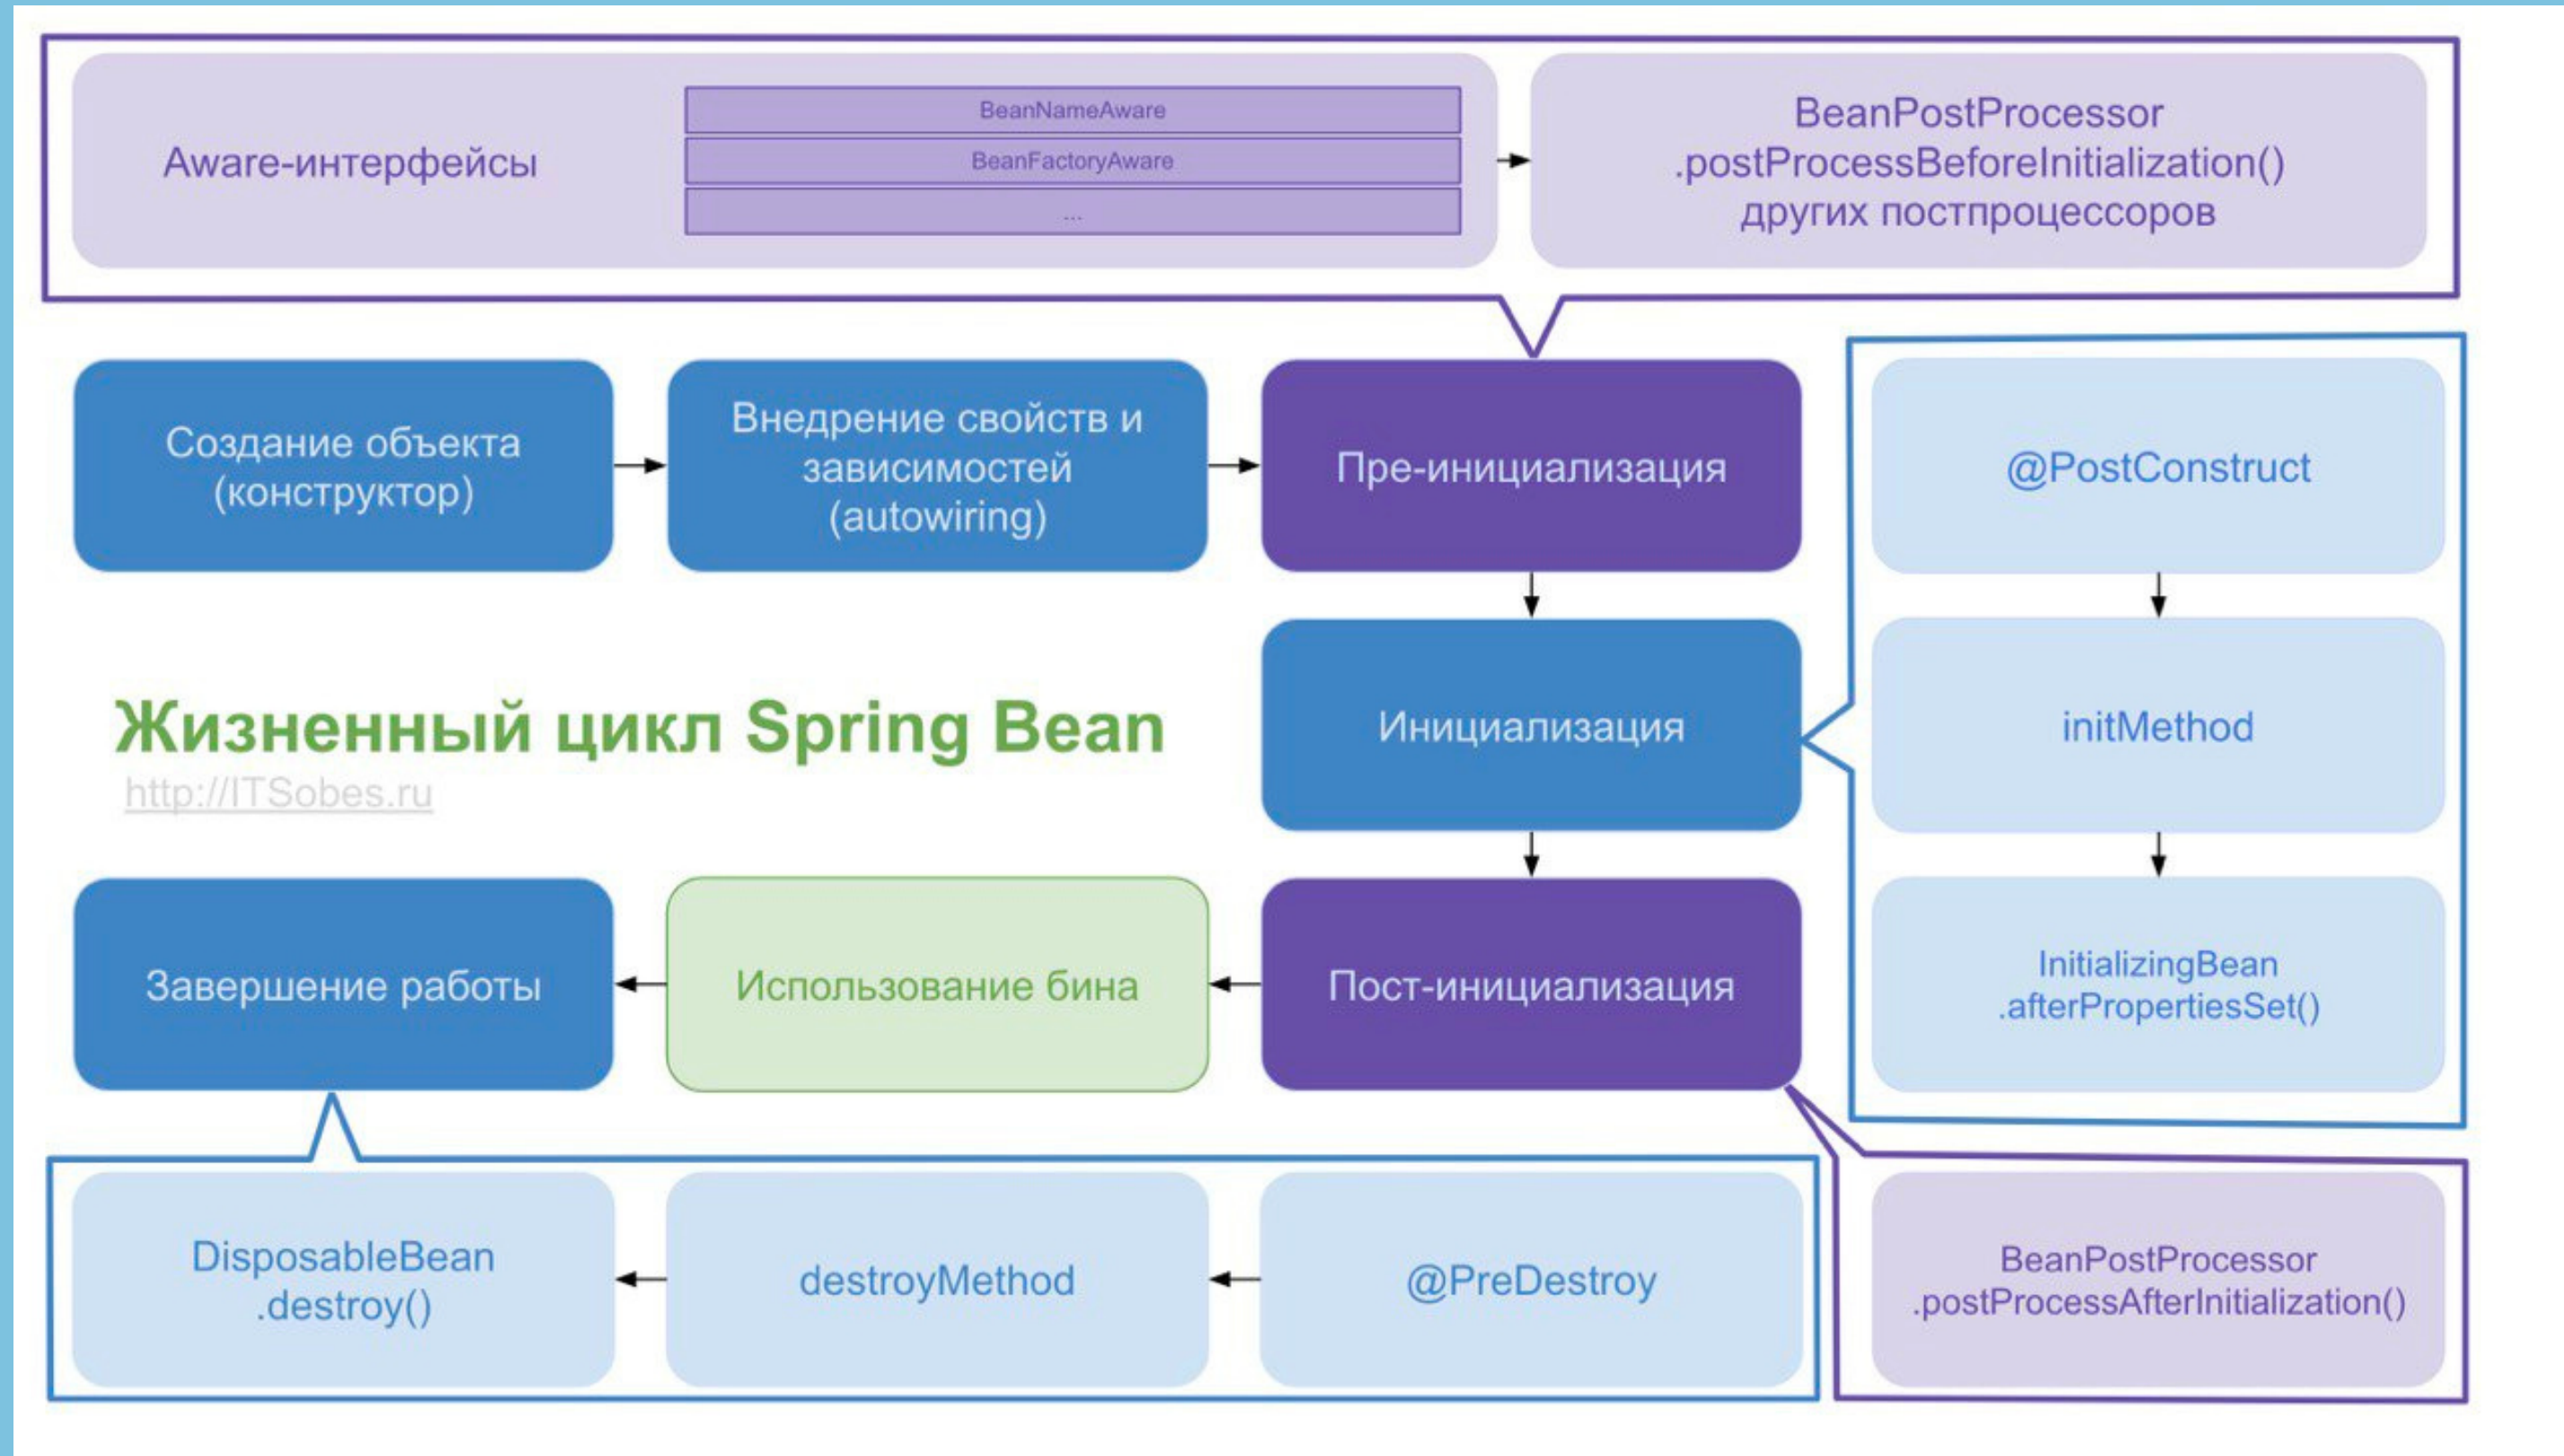 Aware-интерфейсы
BeanNameAware
BeanFactoryAware
...
BeanPostProcessor
.postProcessBeforeInitialization()
других постпроцессоров
Создание объекта
(конструктор)
Внедрение свойств и
зависимостей
(autowiring)
Пре-инициализация
@PostConstruct
Жизненный цикл Spring Bean
http://ITSobes.ru
Инициализация
initMethod
Завершение работы
Использование бина
Пост-инициализация
InitializingBean
.afterPropertiesSet()
DisposableBean
.destroy()
destroyMethod
@PreDestroy
BeanPostProcessor
.postProcessAfterInitialization()